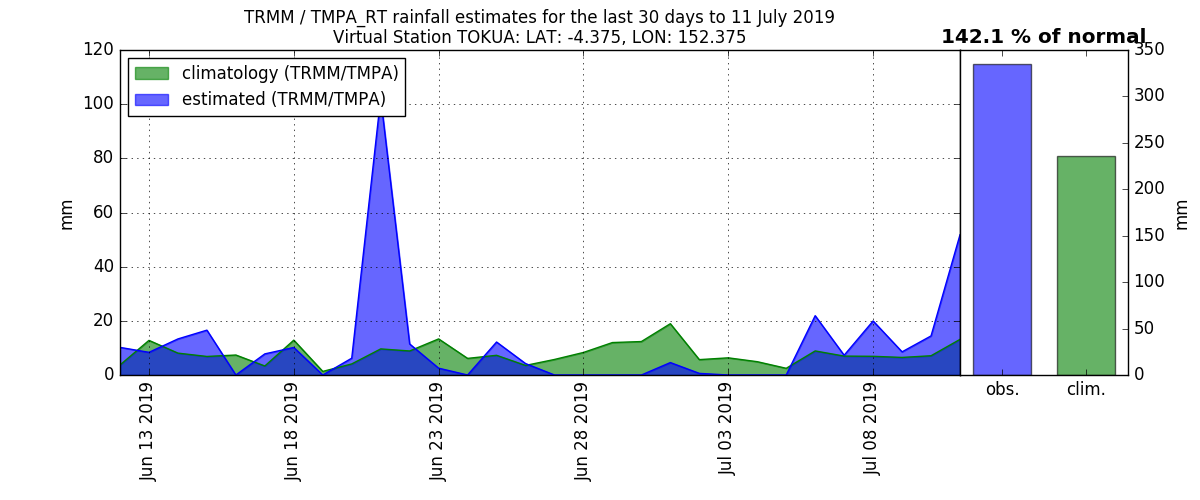 TRMM / TMPA_RT rainfall estimates for the last 30 days to 11 July 2019
Virtual Station TOKUA: LAT: -4.375, LON: 152.375
142.1 % of normal
climatology (TRMM/TMPA)
estimated (TRMM/TMPA)
mm
120
100
80
60
40
20
0
Jun 13 2019
Jun 18 2019
Jun 23 2019
Jun 28 2019
Jul 03 2019
Jul 08 2019
350
300
250
200
150
100
50
0
mm
obs.
clim.